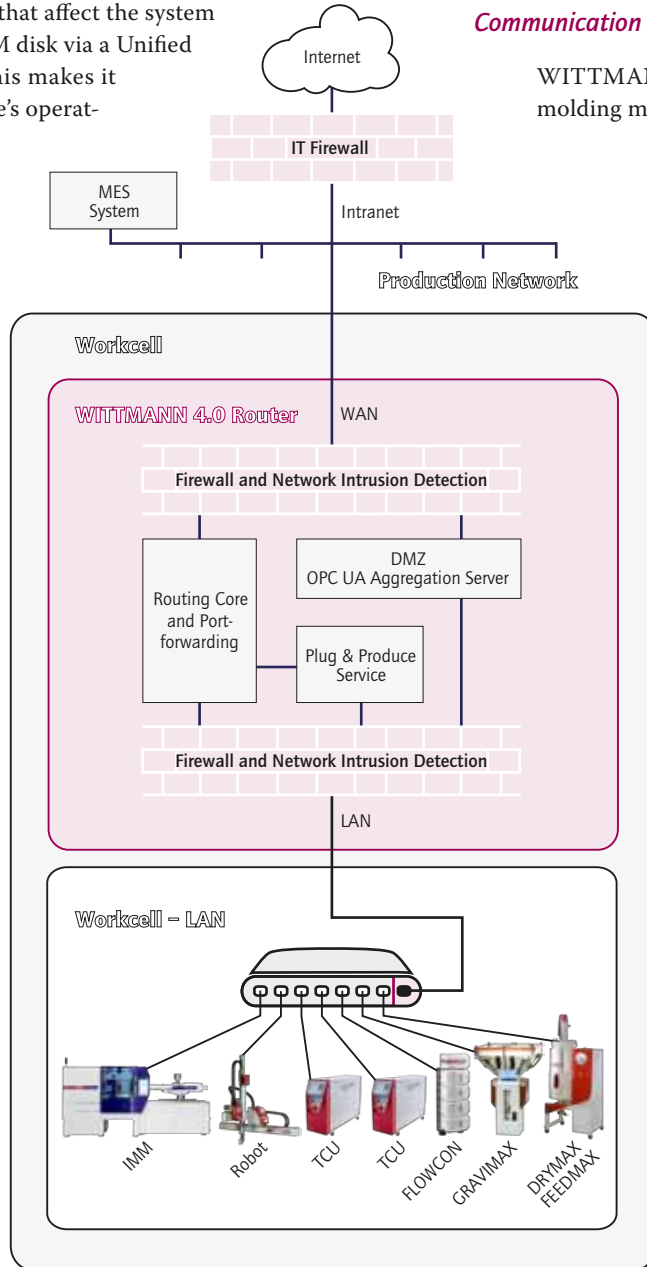 that affect the system
M disk via a Unified
his makes it
e's operat-
Communication
WITTMAN
molding m
Internet
IT Firewall
MES
System
Intranet
Production Network
Workcell
WITTMANN 4.0 Router
WAN
Firewall and Network Intrusion Detection
Routing Core
and Port-
forwarding
DMZ
OPC UA Aggregation Server
Plug & Produce
Service
Firewall and Network Intrusion Detection
LAN
Workcell – LAN
IMM
Robot
TCU
TCU
FLOWCON
GRAVIMAX
DRYMAX
FEEDMAX